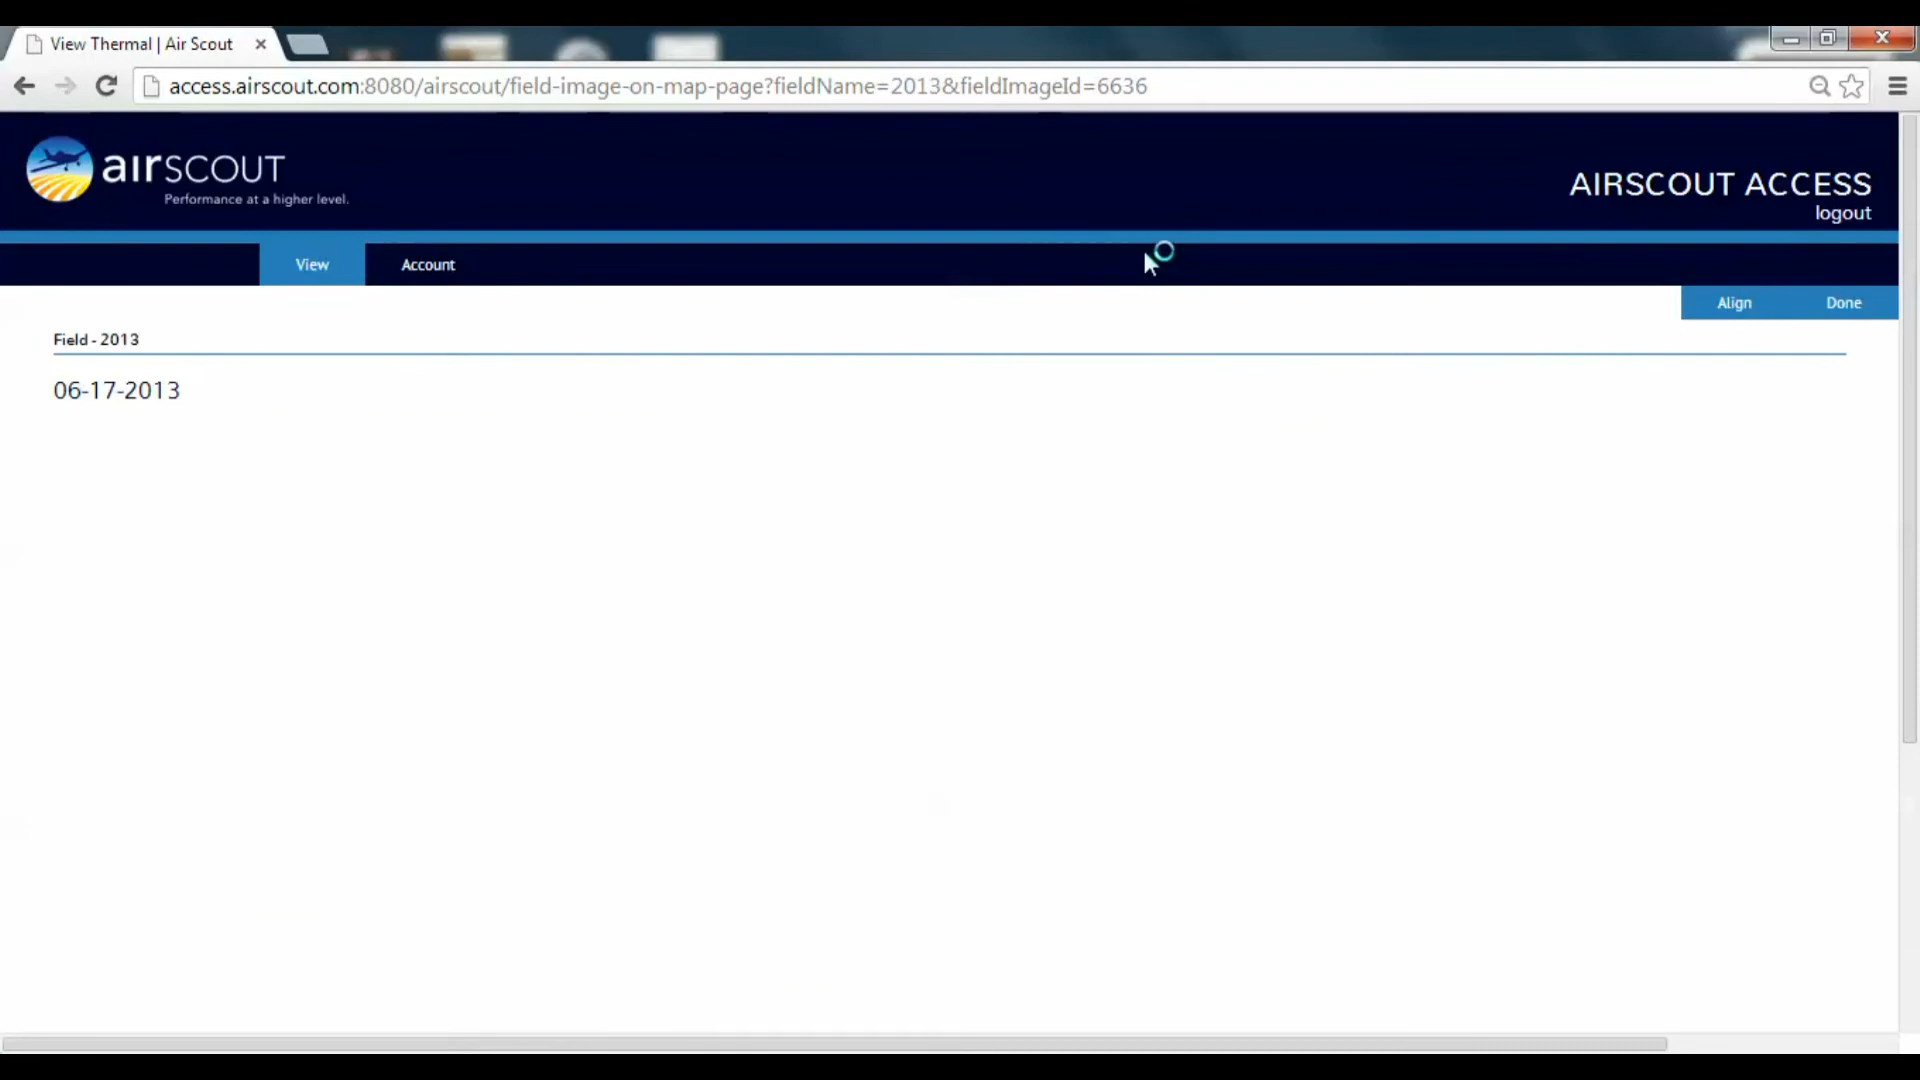 View Thermal | Air Scout
access.airscout.com:8080/airscout/field-image-on-map-page?fieldName=2013&fieldImageId=6636
aırSCOUT
Performance at a higher level.
AIRSCOUT ACCESS
logout
View Account
Align Done
Field - 2013
06-17-2013